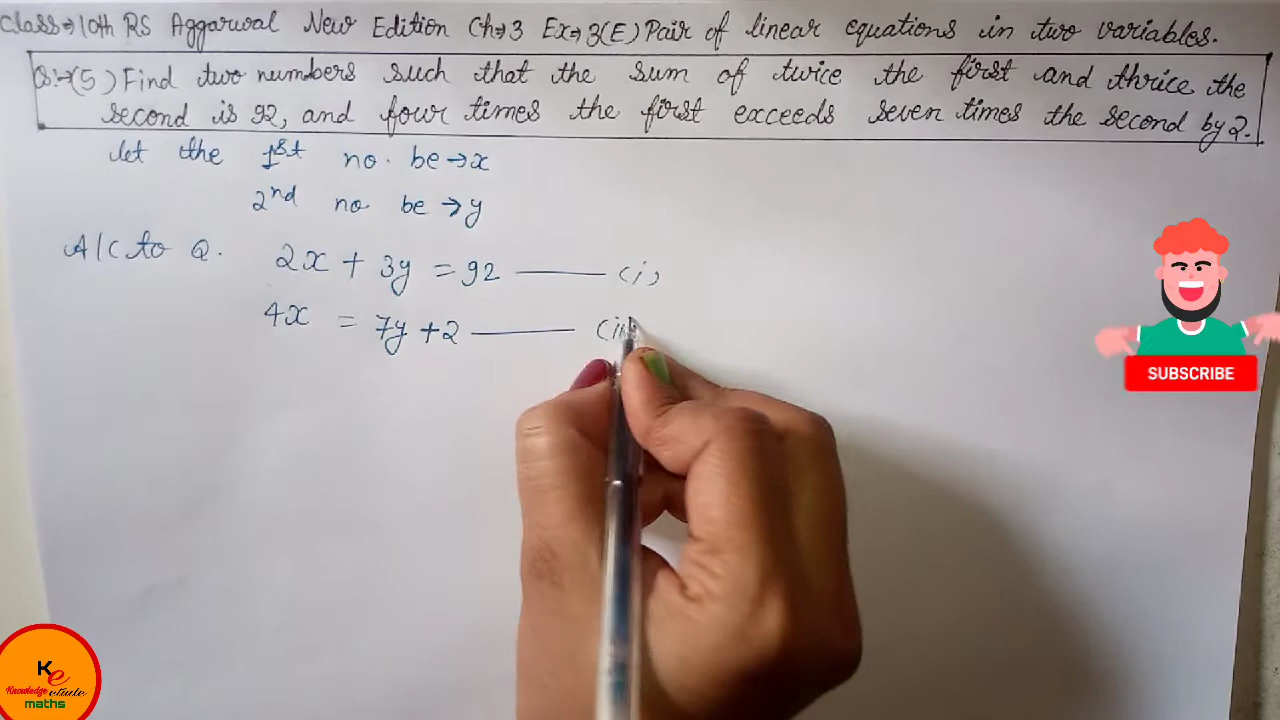 Class→10th RS Aggarwal New Edition Ch→3 Ex→3(E) Pair of linear equations in two variables.
Q:→(5) Find two numbers such that the sum of twice the first and thrice the
second is 92, and four times the first exceeds seven times the second by 2.
let the 1st no. be→x
2nd no be →y
A/C to Q. 2x + 3y = 92 —— (i)
4x = 7y + 2 —— (ii)
SUBSCRIBE
Ke
Knowledge etiule
maths